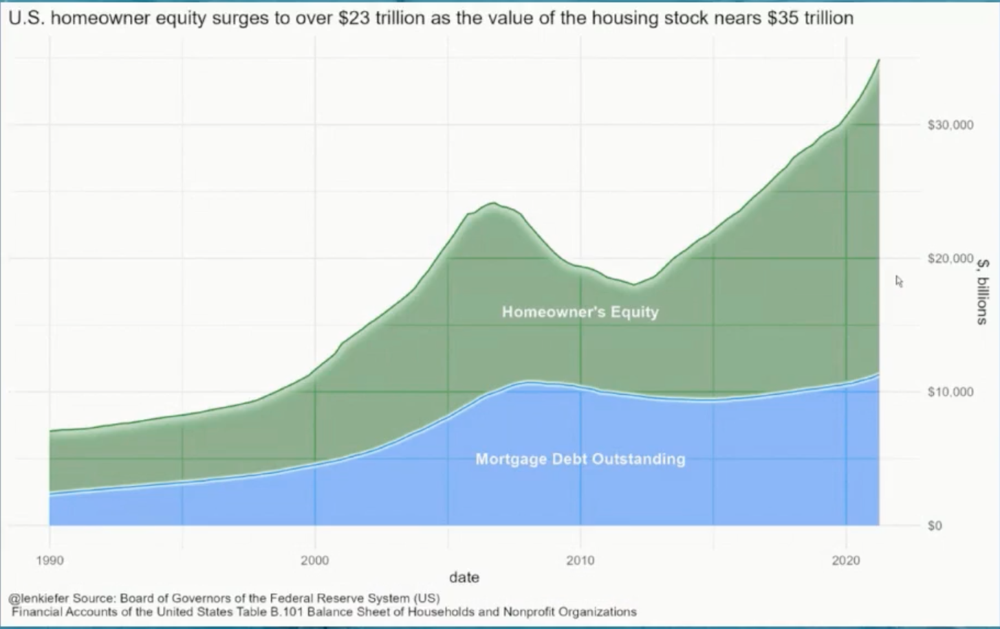 U.S. homeowner equity surges to over $23 trillion as the value of the housing stock nears $35 trillion
$30,000
$20,000
$, billions
Homeowner's Equity
$10,000
Mortgage Debt Outstanding
$0
1990 2000 2010 2020
date
@lenkiefer Source: Board of Governors of the Federal Reserve System (US)
Financial Accounts of the United States Table B.101 Balance Sheet of Households and Nonprofit Organizations